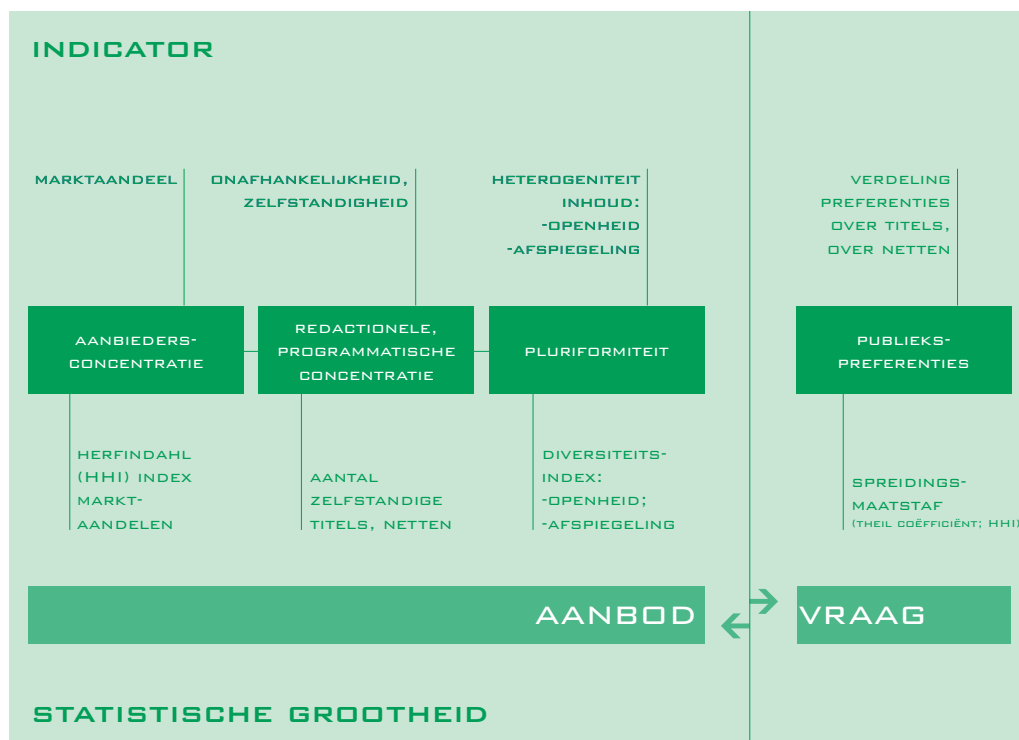 INDICATOR
MARKTAANDEEL
ONAFHANKELIJKHEID,
ZELFSTANDIGHEID
HETEROGENITEIT
INHOUD:
-OPENHEID
-AFSPIEGELING
VERDELING
PREFERENTIES
OVER TITELS,
OVER NETTEN
AANBIEDERS-
CONCENTRATIE
REDACTIONELE,
PROGRAMMATISCHE
CONCENTRATIE
PLURIFORMITEIT
PUBLIEKS-
PREFERENTIES
HERFINDAHL
(HHI) INDEX
MARKT-
AANDELEN
AANTAL
ZELFSTANDIGE
TITELS, NETTEN
DIVERSITEITS-
INDEX:
-OPENHEID;
-AFSPIEGELING
SPREIDINGS-
MAATSTAF
(THEIL COËFFICIËNT; HHI)
AANBOD
VRAAG
STATISTISCHE GROOTHEID